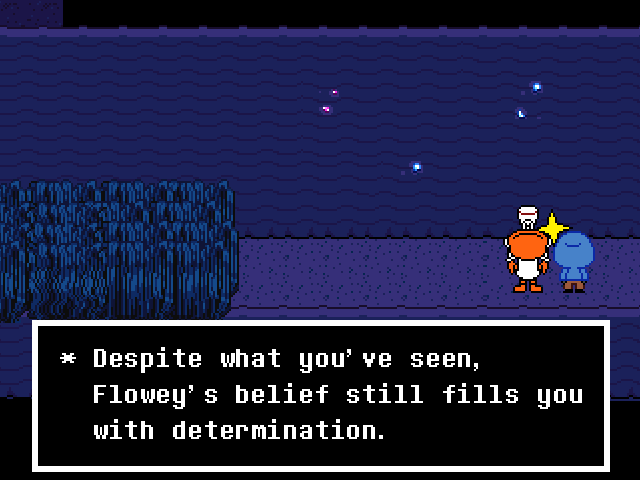 * Despite what you've seen,
Flowey's belief still fills you
with determination.